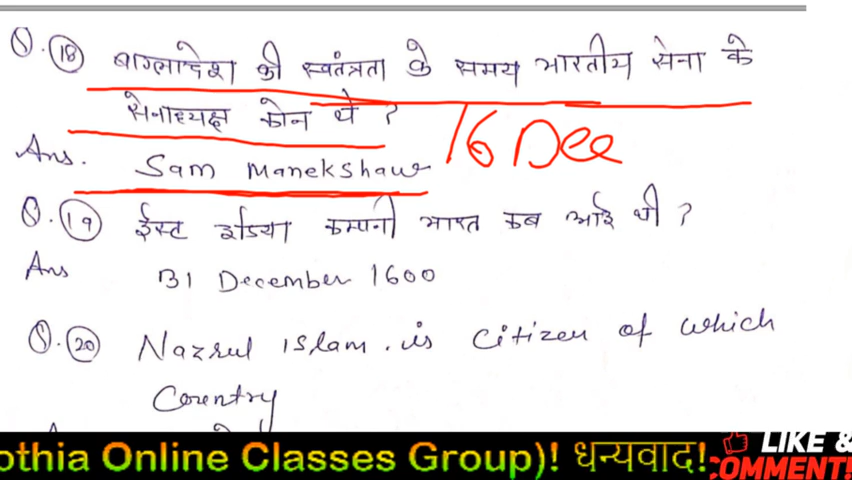 Q. 18 बाग्लादेश की स्वतंत्रता के समय भारतीय सेना के
सेनाध्यक्ष कोन थे ?
Ans. Sam Manekshaw
16 Dec
Q. 19 ईस्ट इंडिया कम्पनी भारत कब आई थी ?
Ans 31 December 1600
Q. 20 Nazrul islam . is citizen of which
Country
othia Online Classes Group)! धन्यवाद!
LIKE &
COMMENT!